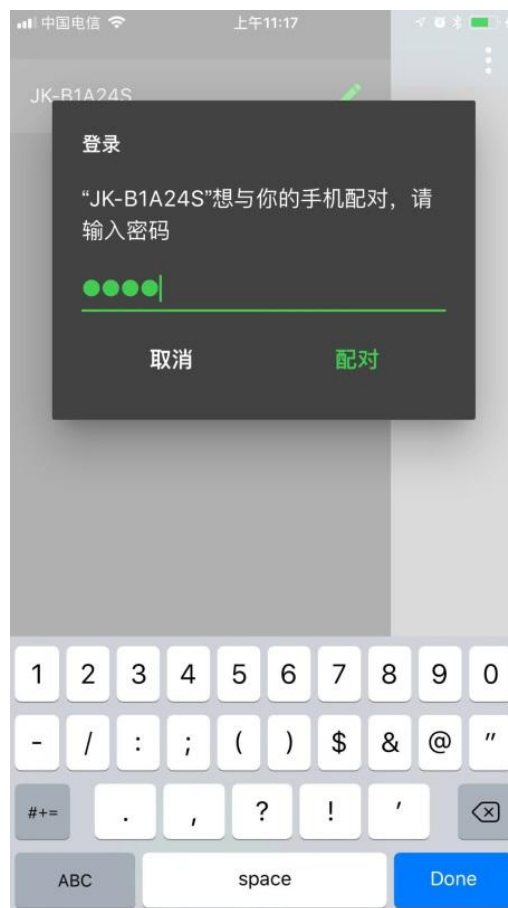 中国电信
上午11:17
JK-B1A24S
登录
“JK-B1A24S”想与你的手机配对，请
输入密码
取消
配对
1 2 3 4 5 6 7 8 9 0
- / : ; ( ) $ & @ "
#+= . , ? ! '
ABC space Done